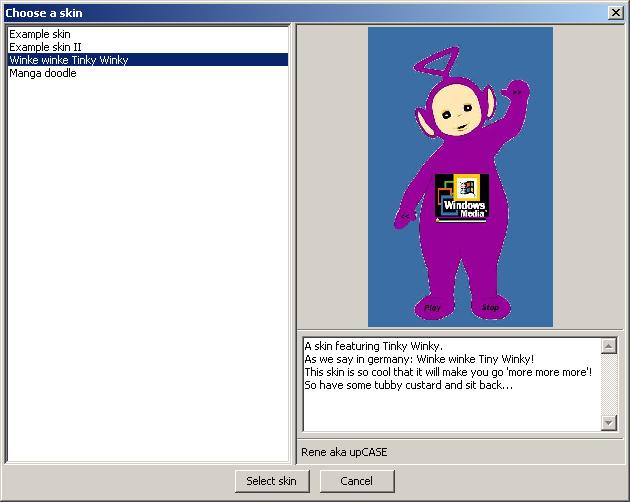 Choose a skin
Example skin
Example skin II
Winke winke Tinky Winky
Manga doodle
>>
Windows
Media
<<
Play
Stop
A skin featuring Tinky Winky.
As we say in germany: Winke winke Tiny Winky!
This skin is so cool that it will make you go 'more more more'!
So have some tubby custard and sit back...
Rene aka upCASE
Select skin
Cancel